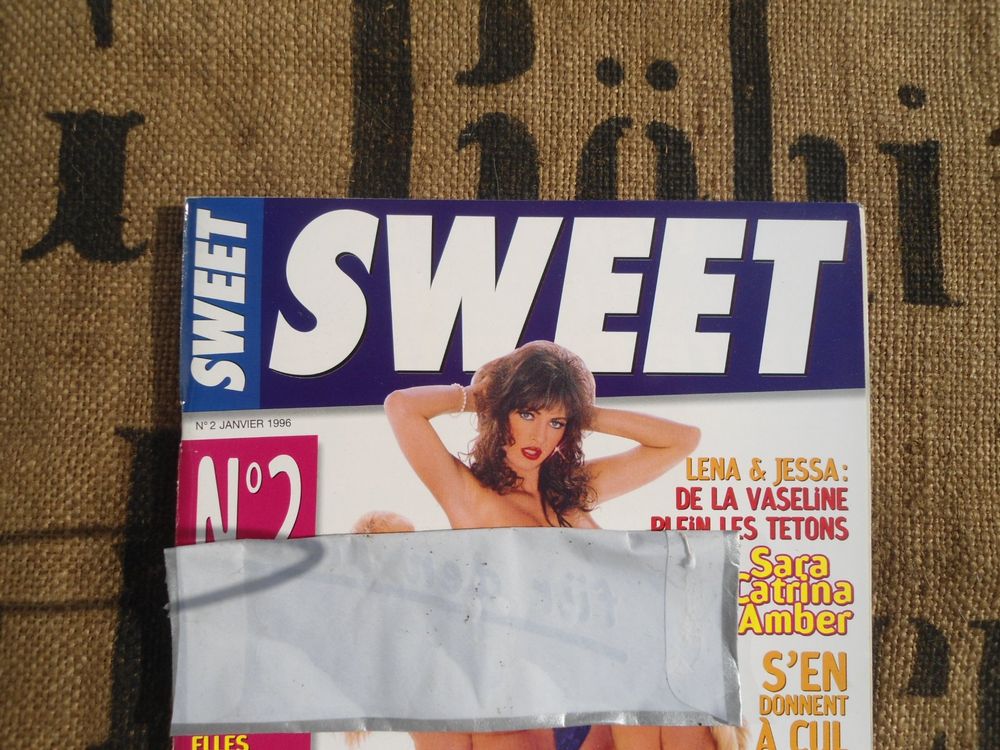 SWEET
SWEET
N° 2 JANVIER 1996
N°2
LENA & JESSA:
DE LA VASELINE
PLEIN LES TETONS
Sara
Catrina
Amber
S'EN
DONNENT
À CUL
ELLES